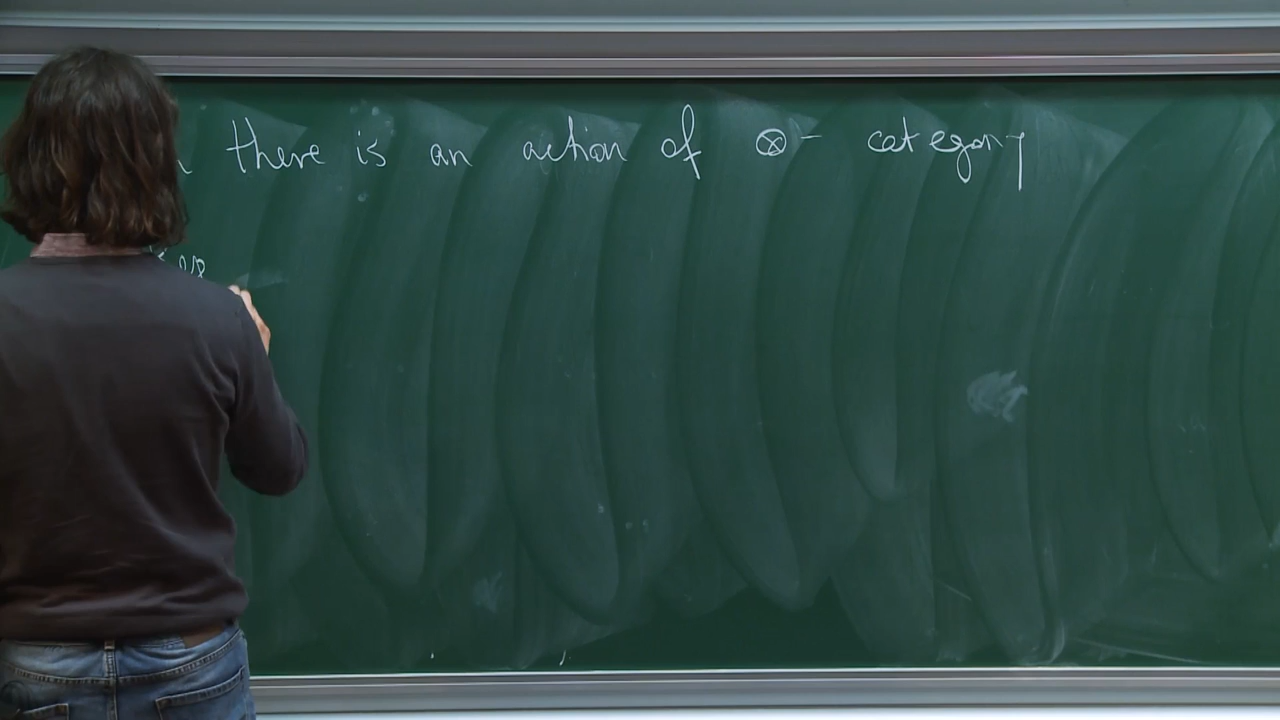 there is an action of ⊗- category